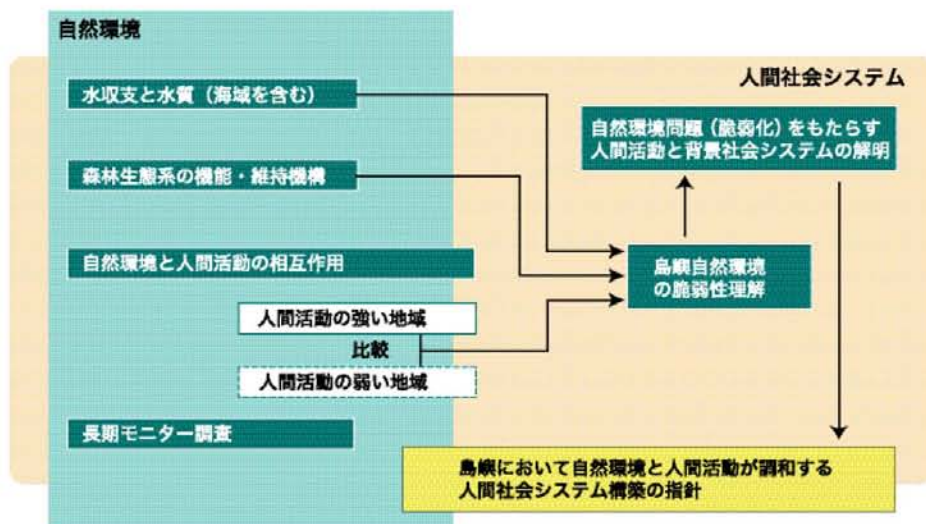 自然環境
人間社会システム
水収支と水質（海域を含む）
自然環境問題（脆弱化）をもたらす
人間活動と背景社会システムの解明
森林生態系の機能・維持機構
自然環境と人間活動の相互作用
島嶼自然環境
の脆弱性理解
人間活動の強い地域
比較
人間活動の弱い地域
長期モニター調査
島嶼において自然環境と人間活動が調和する
人間社会システム構築の指針